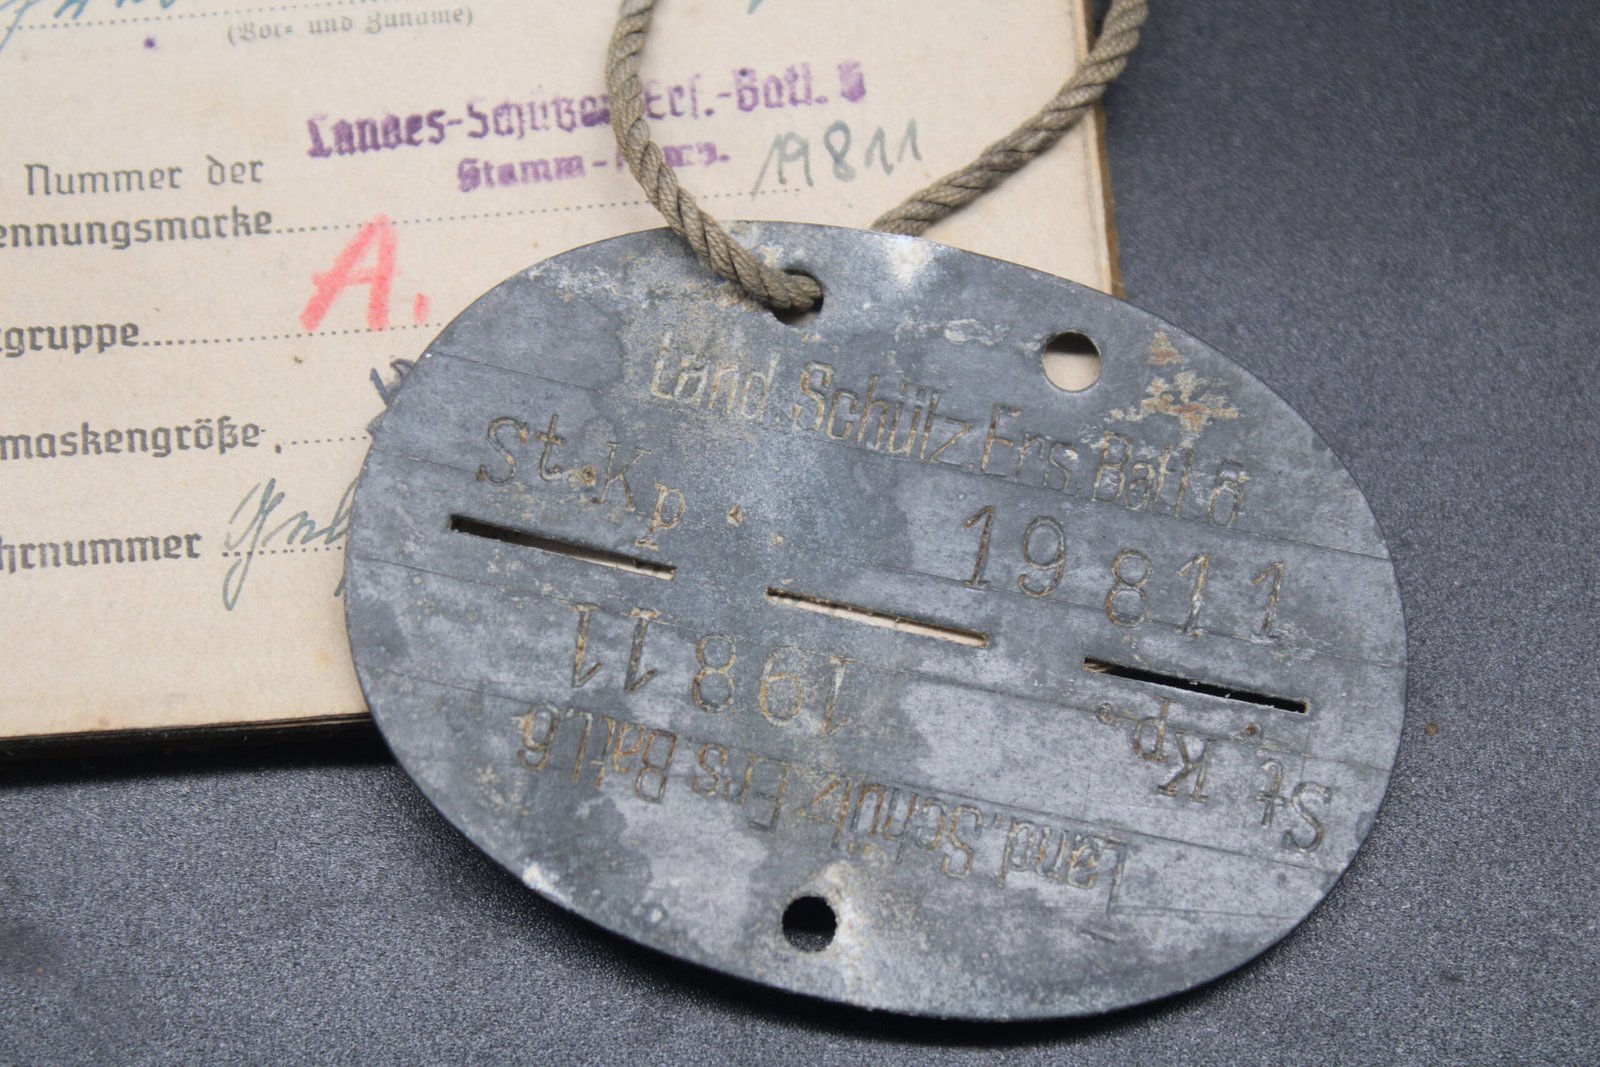 (Vor- und Zuname)
Landes-Schützen Ers.-Batl. 6
Stamm-Komp.
Nummer der
ennungsmarke 19811
gruppe A.
maskengröße
hrnummer
Land.Schütz.Ers.Batl.6
St.Kp.
19811
Land.Schütz.Ers.Batl.6
St.Kp.
19811